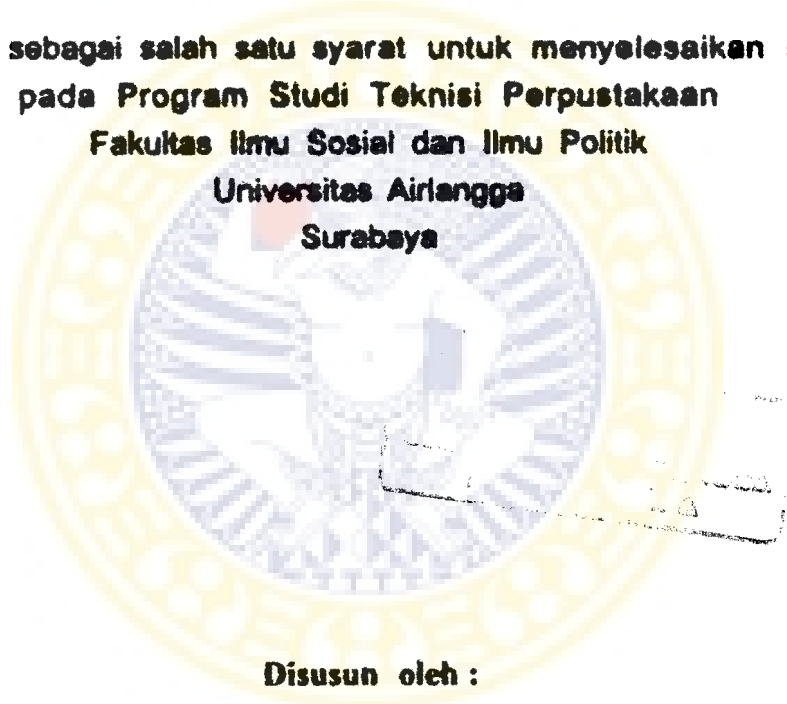 sebagai salah satu syarat untuk menyelesaikan
pada Program Studi Teknisi Perpustakaan
Fakultas Ilmu Sosial dan Ilmu Politik
Universitas Airlangga
Surabaya
Disusun oleh :